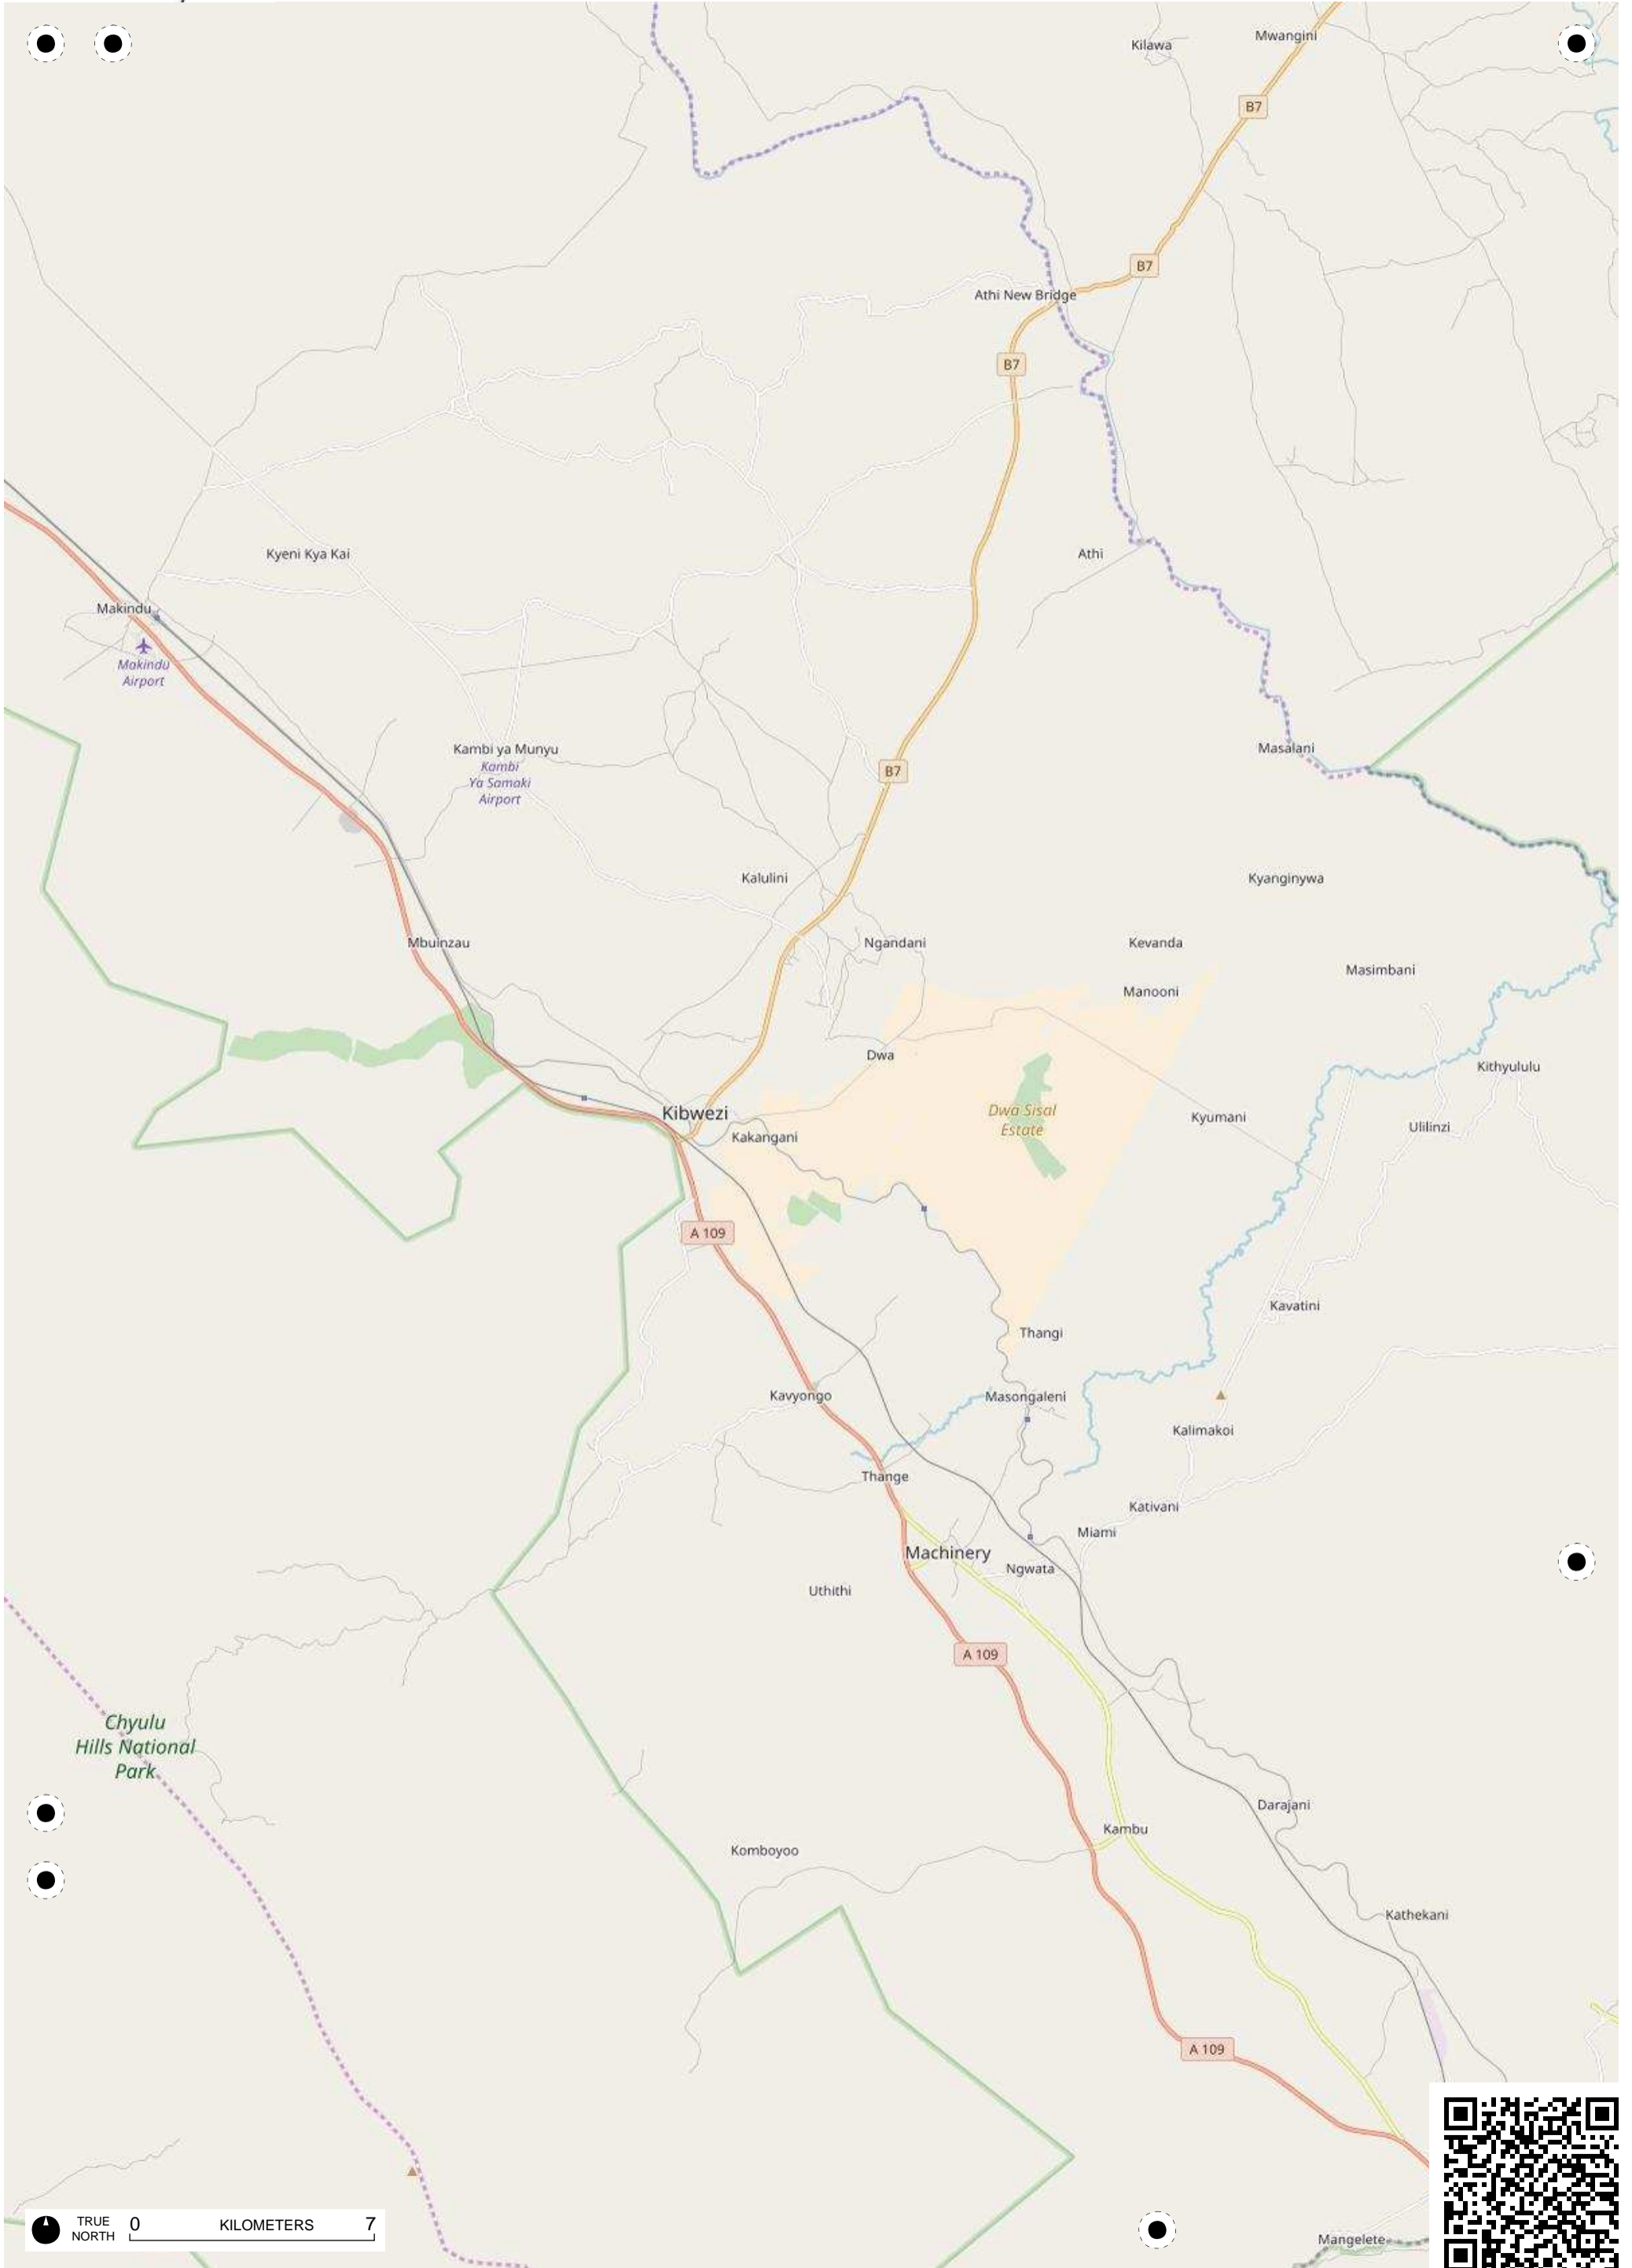 Kilawa
Mwangini
B7
B7
Athi New Bridge
B7
Kyeni Kya Kai
Athi
Makindu
Makindu
Airport
Masalani
Kambi ya Munyu
Kambi
Ya Samaki
Airport
B7
Kalulini
Kyanginywa
Mbuinzau
Ngandani
Kevanda
Masimbani
Manooni
Dwa
Kithyululu
Kibwezi
Dwa Sisal
Estate
Kyumani
Kakangani
Ulilinzi
A 109
Kavatini
Thangi
Kavyongo
Masongaleni
Kalimakoi
Thange
Kativani
Miami
Machinery
Ngwata
Uthithi
A 109
Chyulu
Hills National
Park
Darajani
Kambu
Komboyoo
Kathekani
A 109
TRUE
NORTH
0 KILOMETERS 7
Mangelete